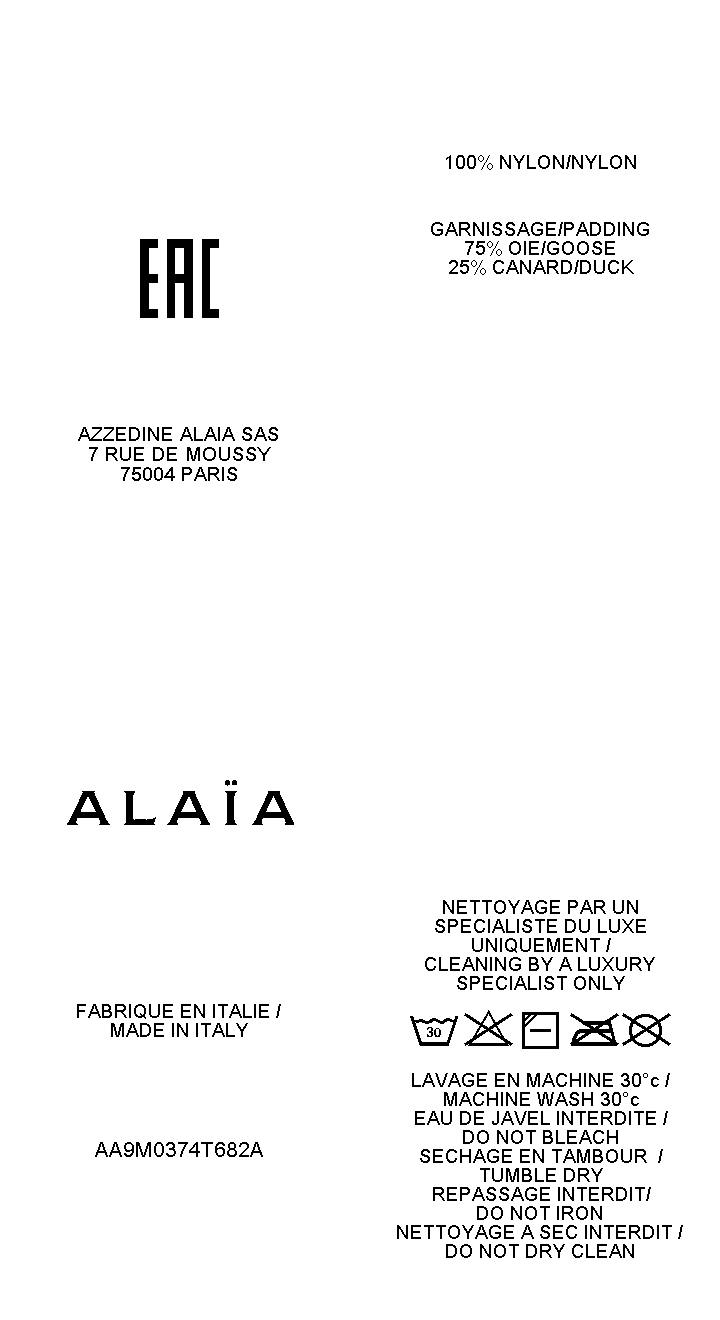 EAC
AZZEDINE ALAIA SAS
7 RUE DE MOUSSY
75004 PARIS
ALAÏA
FABRIQUE EN ITALIE /
MADE IN ITALY
AA9M0374T682A
100% NYLON/NYLON
GARNISSAGE/PADDING
75% OIE/GOOSE
25% CANARD/DUCK
NETTOYAGE PAR UN
SPECIALISTE DU LUXE
UNIQUEMENT /
CLEANING BY A LUXURY
SPECIALIST ONLY
30
LAVAGE EN MACHINE 30°c /
MACHINE WASH 30°c
EAU DE JAVEL INTERDITE /
DO NOT BLEACH
SECHAGE EN TAMBOUR /
TUMBLE DRY
REPASSAGE INTERDIT/
DO NOT IRON
NETTOYAGE A SEC INTERDIT /
DO NOT DRY CLEAN